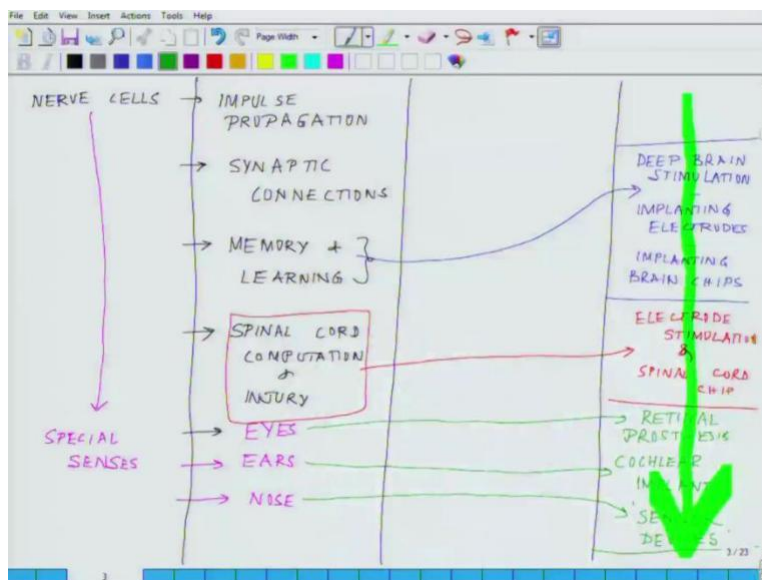 File Edit View Insert Actions Tools Help
Page Width
B I
NERVE CELLS → IMPULSE
PROPAGATION
→ SYNAPTIC
CONNECTIONS
→ MEMORY +
LEARNING
→ SPINAL CORD
COMPUTATION
&
INJURY
SPECIAL
SENSES
→ EYES
→ EARS
→ NOSE
DEEP BRAIN
STIMULATION
IMPLANTING
ELECTRODES
IMPLANTING
BRAIN CHIPS
ELECTRODE
STIMULATION
&
SPINAL CORD
CHIP
RETINAL
PROSTHESIS
COCHLEAR
IMPLANT
3/23
3